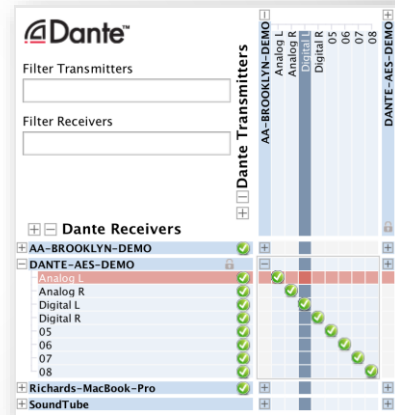 Dante™
Filter Transmitters
Filter Receivers
Dante Receivers
Dante Transmitters
AA-BROOKLYN-DEMO
Analog L
Analog R
Digital L
Digital R
05
06
07
08
DANTE-AES-DEMO
AA-BROOKLYN-DEMO
DANTE-AES-DEMO
Analog L
Analog R
Digital L
Digital R
05
06
07
08
Richards-MacBook-Pro
SoundTube